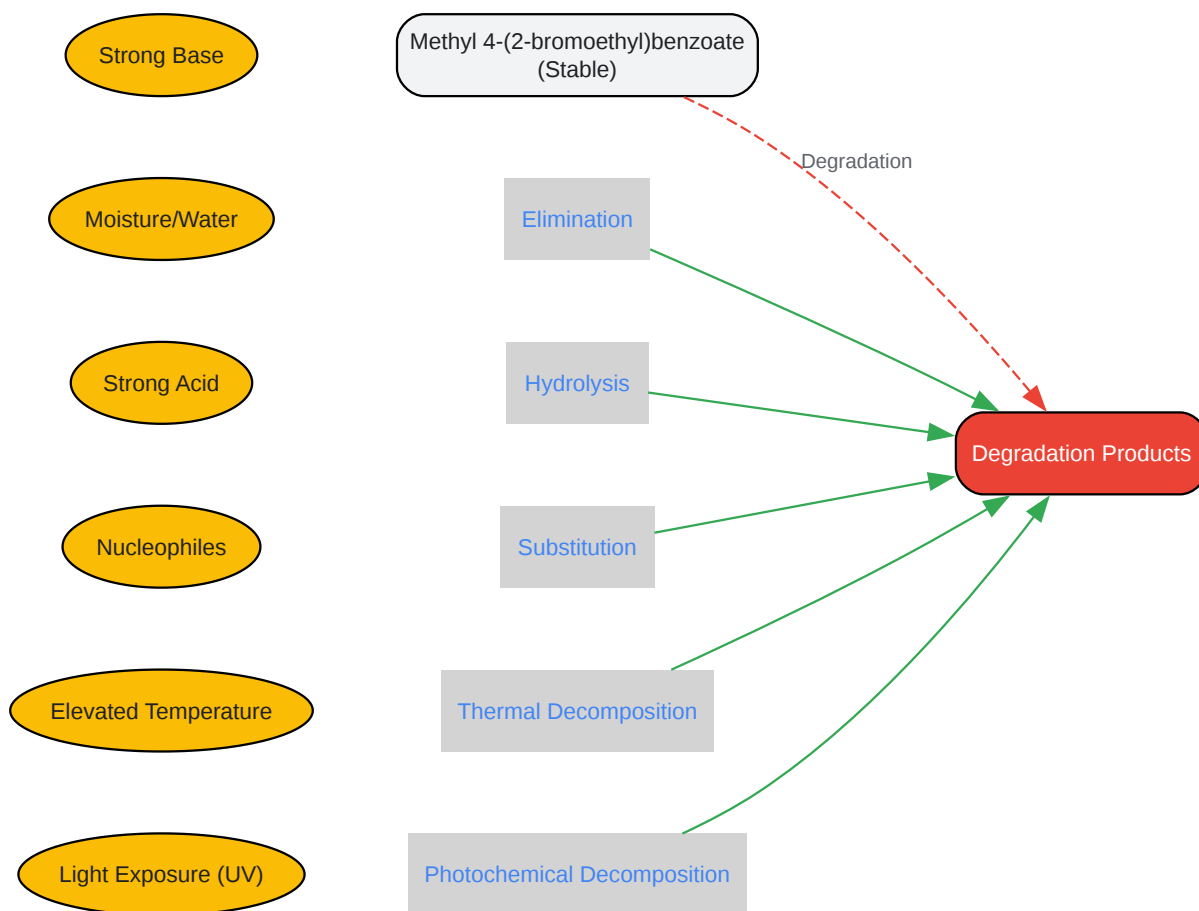 Strong Base
Methyl 4-(2-bromoethyl)benzoate
(Stable)
Degradation
Moisture/Water
Elimination
Strong Acid
Hydrolysis
Degradation Products
Nucleophiles
Substitution
Elevated Temperature
Thermal Decomposition
Light Exposure (UV)
Photochemical Decomposition